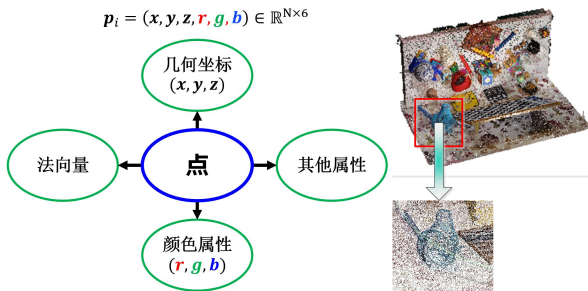 pᵢ = (x, y, z, r, g, b) ∈ ℝᴺˣ⁶
几何坐标
(x, y, z)
法向量
点
其他属性
颜色属性
(r, g, b)